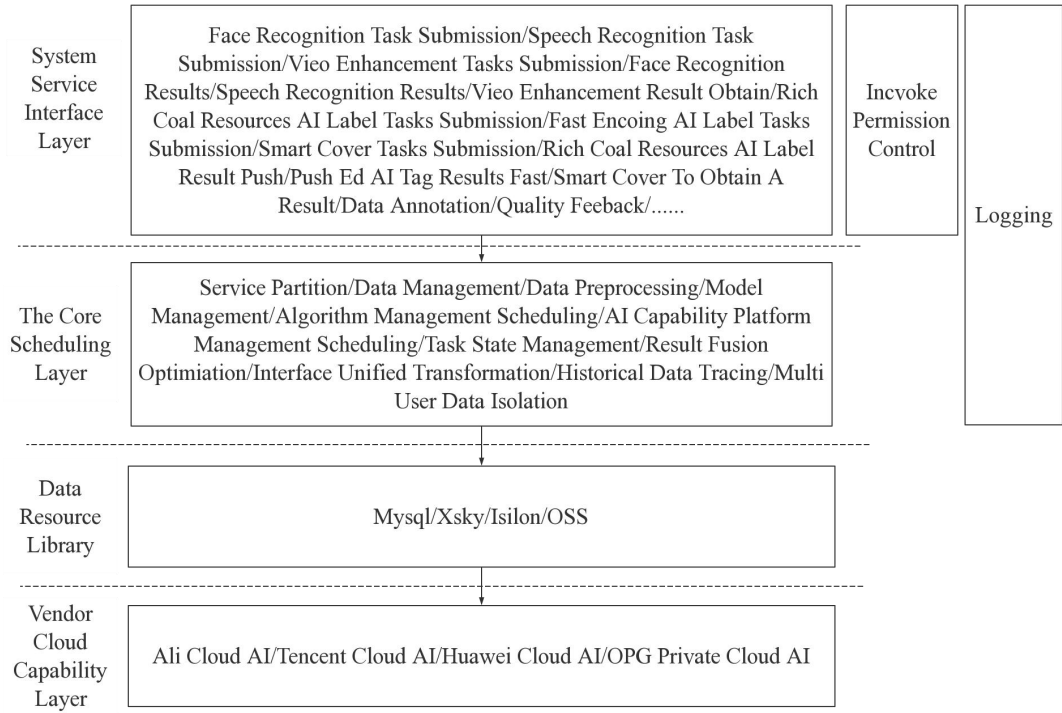 System
Service
Interface
Layer
Face Recognition Task Submission/Speech Recognition Task
Submission/Vieo Enhancement Tasks Submission/Face Recognition
Results/Speech Recognition Results/Vieo Enhancement Result Obtain/Rich
Coal Resources AI Label Tasks Submission/Fast Encoing AI Label Tasks
Submission/Smart Cover Tasks Submission/Rich Coal Resources AI Label
Result Push/Push Ed AI Tag Results Fast/Smart Cover To Obtain A
Result/Data Annotation/Quality Feeback/......
Incvoke
Permission
Control
Logging
The Core
Scheduling
Layer
Service Partition/Data Management/Data Preprocessing/Model
Management/Algorithm Management Scheduling/AI Capability Platform
Management Scheduling/Task State Management/Result Fusion
Optimiation/Interface Unified Transformation/Historical Data Tracing/Multi
User Data Isolation
Data
Resource
Library
Mysql/Xsky/Isilon/OSS
Vendor
Cloud
Capability
Layer
Ali Cloud AI/Tencent Cloud AI/Huawei Cloud AI/OPG Private Cloud AI